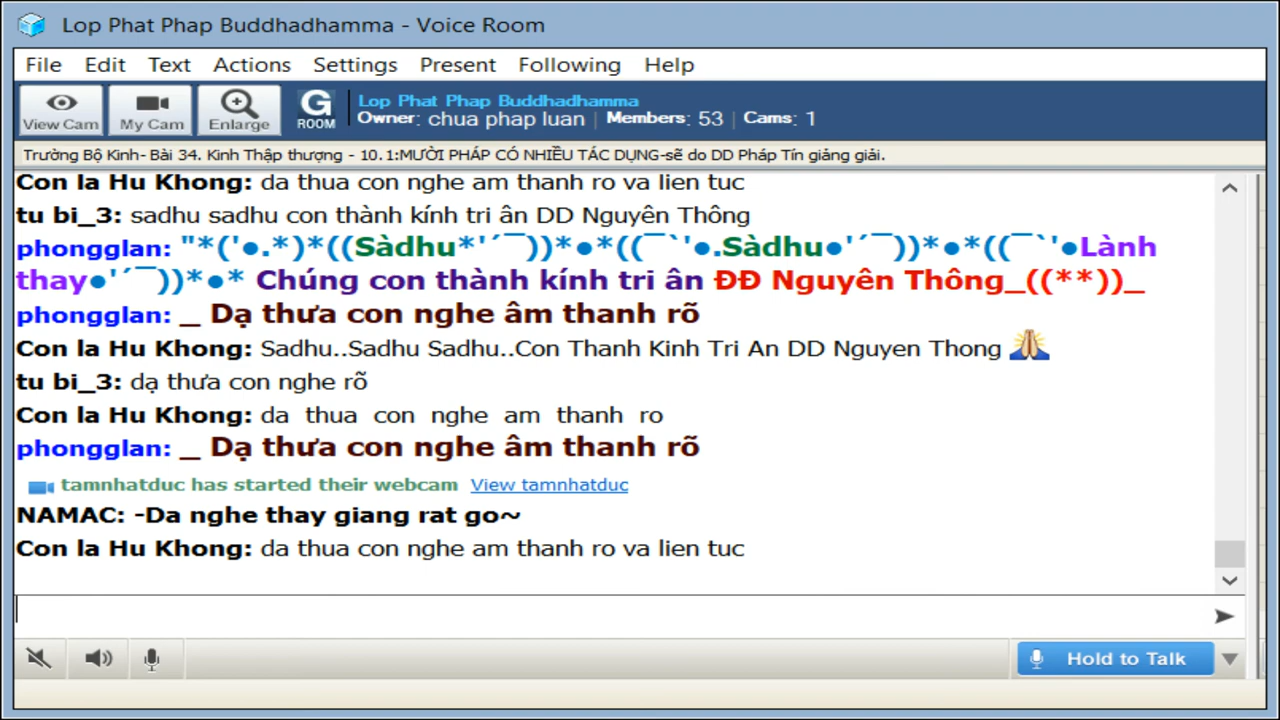 Lop Phat Phap Buddhadhamma - Voice Room
File Edit Text Actions Settings Present Following Help
View Cam My Cam Enlarge G ROOM Lop Phat Phap Buddhadhamma
Owner: chua phap luan | Members: 53 | Cams: 1
Trường Bộ Kinh- Bài 34. Kinh Thập thượng - 10.1:MƯỜI PHÁP CÓ NHIỀU TÁC DỤNG-sẽ do DD Pháp Tín giảng giải.
Con la Hu Khong: da thua con nghe am thanh ro va lien tuc
tu bi_3: sadhu sadhu con thành kính tri ân DD Nguyên Thông
phongglan: "*('●.*)*((Sàdhu*'´¯))*●*((¯`'●.Sàdhu●'´¯))*●*((¯`'●Lành
thay●'´¯))*●* Chúng con thành kính tri ân ĐĐ Nguyên Thông_((**))_
phongglan: _ Dạ thưa con nghe âm thanh rõ
Con la Hu Khong: Sadhu..Sadhu Sadhu..Con Thanh Kinh Tri An DD Nguyen Thong 🙏
tu bi_3: dạ thưa con nghe rõ
Con la Hu Khong: da thua con nghe am thanh ro
phongglan: _ Dạ thưa con nghe âm thanh rõ
tamnhatduc has started their webcam View tamnhatduc
NAMAC: -Da nghe thay giang rat go~
Con la Hu Khong: da thua con nghe am thanh ro va lien tuc
Hold to Talk